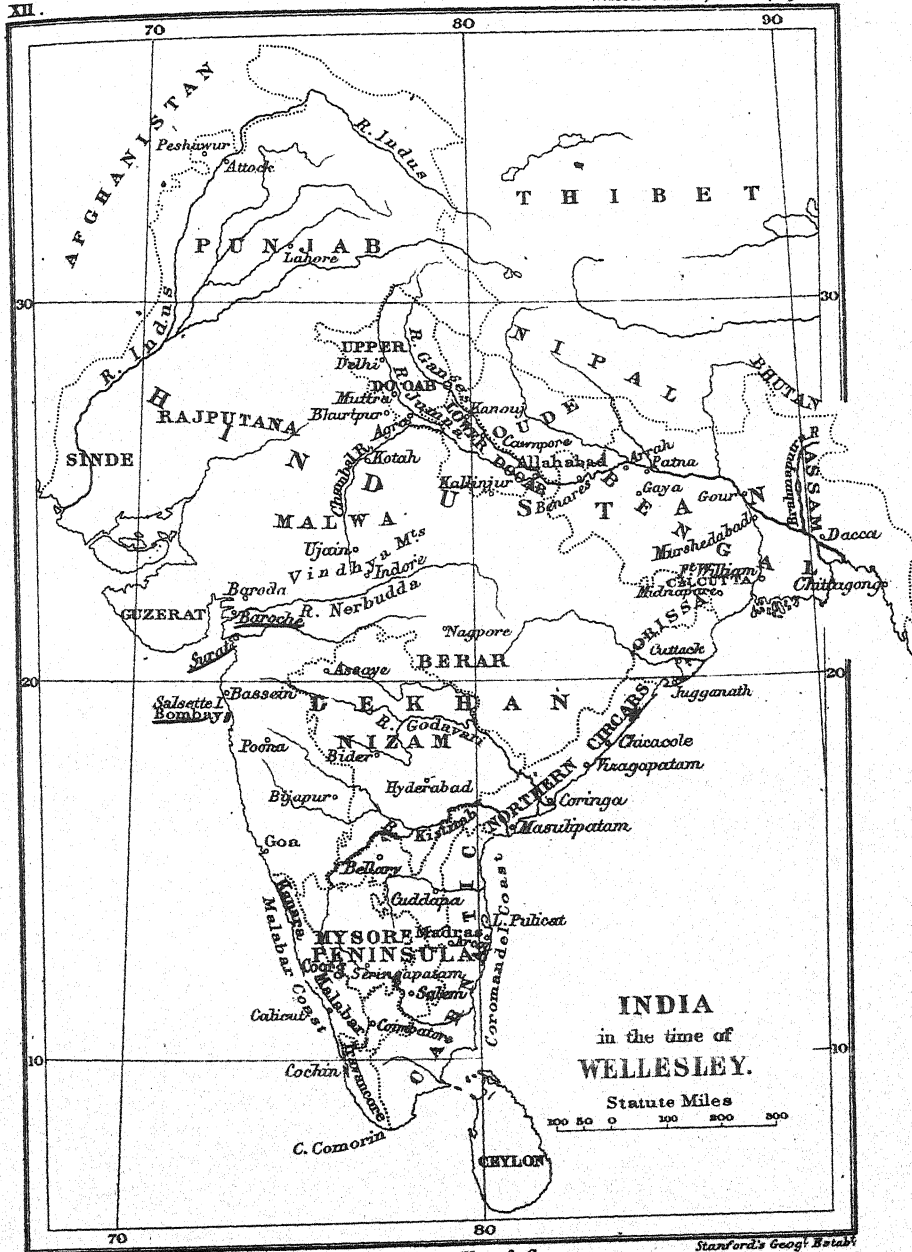 XII.
70
80
90
AFGHANISTAN
Peshawur
Attock
R. Indus
THIBET
PUNJAB
Lahore
30
30
R. Indus
NIPAL
BHUTAN
UPPER
Delhi
DOOAB
R. Ganges
R. Jumna
Muttra
Bhurtpur
Agra
LOWER DOOAB
Kanouj
OUDE
Cawnpore
HINDUSTAN
RAJPUTANA
SINDE
Kotah
Chambal R.
Allahabad
Arrah
Patna
Kallinjur
Benares
Gaya
Gour
BENGAL
Brahmaputra R.
ASSAM
MALWA
Murshedabad
Dacca
Ujain
Vindhya Mts
Indore
Ft. William
CALCUTTA
Midnapore
Chittagong
GUZERAT
Baroda
R. Nerbudda
Baroche
Surat
Nagpore
ORISSA
Cuttack
BERAR
Assaye
20
20
Jugganath
Bassein
Salsette I.
Bombay
DEKHAN
R. Godavari
NIZAM
Bider
Poona
NORTHERN CIRCARS
Chicacole
Vizagapatam
Hyderabad
Bijapur
Coringa
R. Kistnah
Masulipatam
Goa
Bellary
Cuddapa
CARNATIC
Coromandel Coast
L. Pulicat
Kanara
Malabar Coast
MYSORE
Madras
PENINSULA
Coorg
Seringapatam
Malabar
Salem
Calicut
Coimbatore
INDIA
in the time of
WELLESLEY.
10
10
Cochin
Travancore
Statute Miles
100 50 0 100 200 300
C. Comorin
CEYLON
70
80
Stanford's Geogl. Estabt.